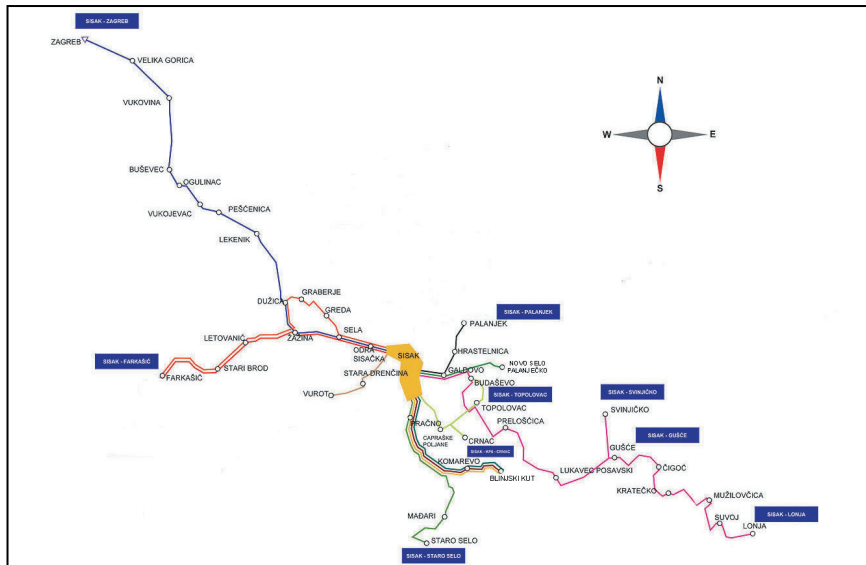 SISAK - ZAGREB
ZAGREB
VELIKA GORICA
VUKOVINA
N
W
E
S
BUŠEVEC
OGULINAC
VUKOJEVAC
PEŠĆENICA
LEKENIK
DUŽICA
GRABERJE
GREDA
SISAK - PALANJEK
PALANJEK
LETOVANIĆ
ŽAŽINA
SELA
ODRA
SISAČKA
SISAK
HRASTELNICA
SISAK - FARKAŠIĆ
FARKAŠIĆ
STARI BROD
STARA DRENČINA
VUROT
GALDOVO
NOVO SELO
PALANJEČKO
BUDAŠEVO
SISAK - TOPOLOVAC
TOPOLOVAC
SISAK - SVINJIČKO
SVINJIČKO
PRAČNO
CAPRAŠKE
POLJANE
CRNAC
PRELOŠČICA
SISAK - GUŠĆE
GUŠĆE
KOMAREVO
BLINJSKI KUT
LUKAVEC POSAVSKI
ČIGOČ
KRATEČKO
MUŽILOVČICA
SUVOJ
LONJA
SISAK - LONJA
MAĐARI
STARO SELO
SISAK - STARO SELO